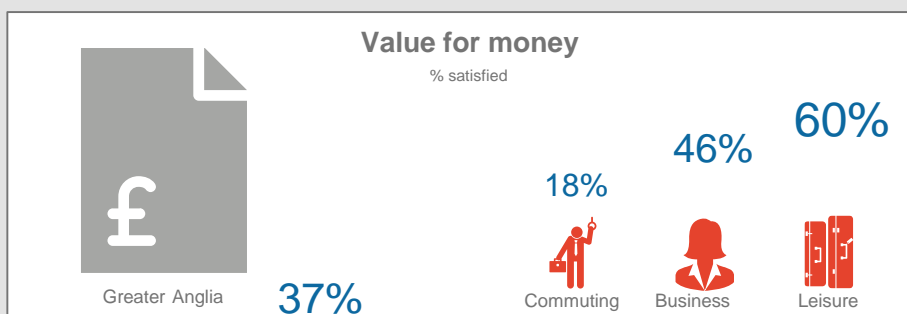 Value for money
% satisfied
60%
46%
18%
£
Greater Anglia
37%
Commuting
Business
Leisure